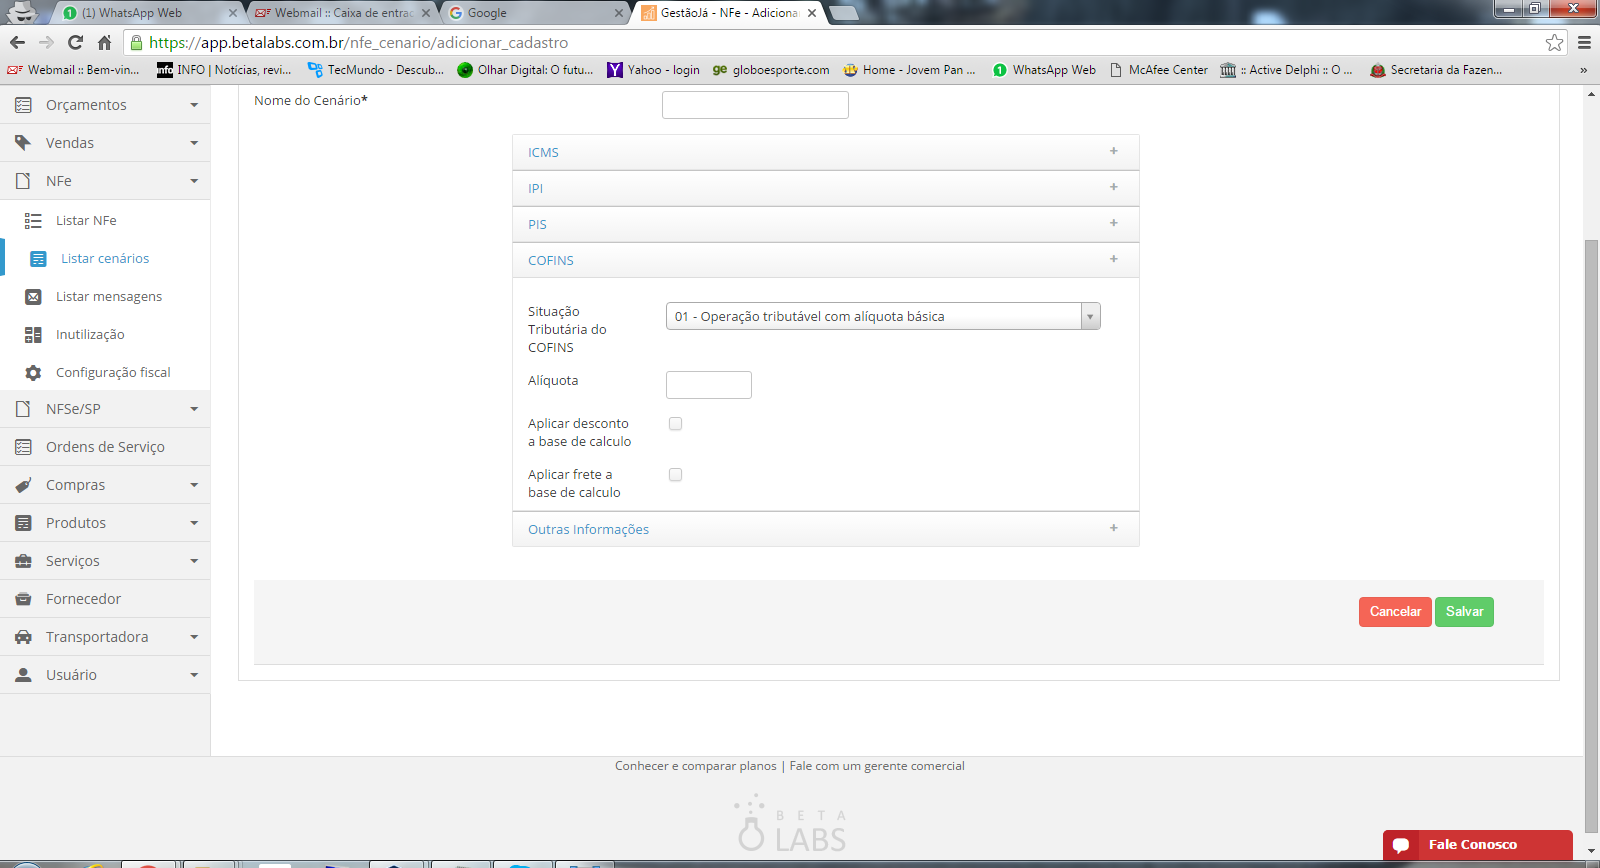 (1) WhatsApp Web
Webmail :: Caixa de entrac
Google
GestãoJá - NFe - Adiciona
https://app.betalabs.com.br/nfe_cenario/adicionar_cadastro
Webmail :: Bem-vin...
INFO | Notícias, revi...
TecMundo - Descub...
Olhar Digital: O futu...
Yahoo - login
globoesporte.com
Home - Jovem Pan ...
WhatsApp Web
McAfee Center
:: Active Delphi :: O ...
Secretaria da Fazen...
»
Orçamentos
Vendas
NFe
Listar NFe
Listar cenários
Listar mensagens
Inutilização
Configuração fiscal
NFSe/SP
Ordens de Serviço
Compras
Produtos
Serviços
Fornecedor
Transportadora
Usuário
Nome do Cenário*
ICMS +
IPI +
PIS +
COFINS +
Situação
Tributária do
COFINS
01 - Operação tributável com alíquota básica
Alíquota
Aplicar desconto
a base de calculo
Aplicar frete a
base de calculo
Outras Informações +
Cancelar
Salvar
Conhecer e comparar planos | Fale com um gerente comercial
BETA
LABS
Fale Conosco